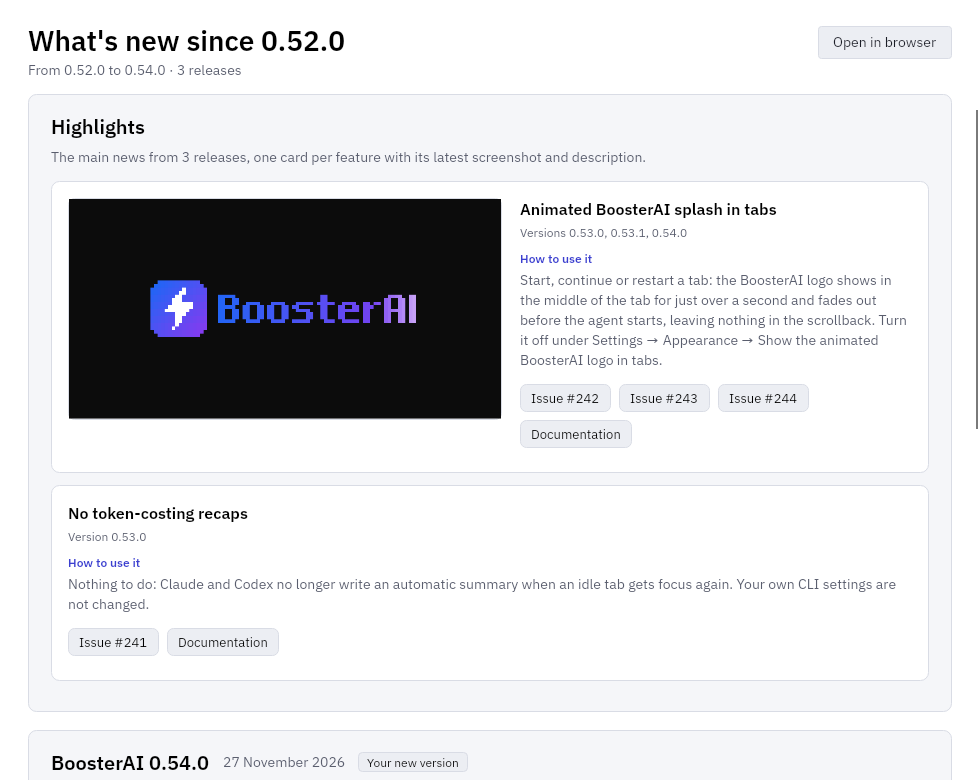 What's new since 0.52.0
Open in browser
From 0.52.0 to 0.54.0 · 3 releases
Highlights
The main news from 3 releases, one card per feature with its latest screenshot and description.
BoosterAI
Animated BoosterAI splash in tabs
Versions 0.53.0, 0.53.1, 0.54.0
How to use it
Start, continue or restart a tab: the BoosterAI logo shows in
the middle of the tab for just over a second and fades out
before the agent starts, leaving nothing in the scrollback. Turn
it off under Settings → Appearance → Show the animated
BoosterAI logo in tabs.
Issue #242 Issue #243 Issue #244
Documentation
No token-costing recaps
Version 0.53.0
How to use it
Nothing to do: Claude and Codex no longer write an automatic summary when an idle tab gets focus again. Your own CLI settings are
not changed.
Issue #241 Documentation
BoosterAI 0.54.0 27 November 2026 Your new version